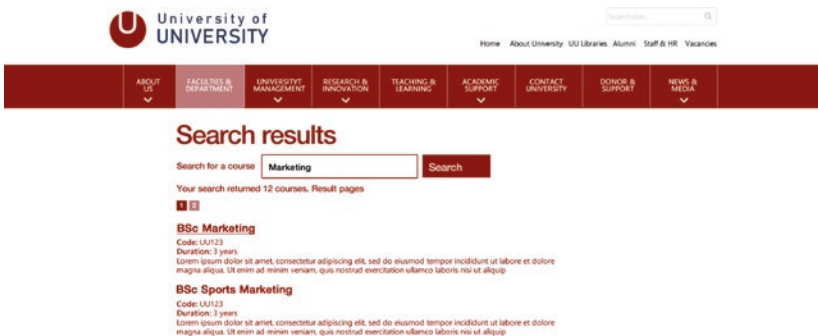 University of
UNIVERSITY
Search site...
Home About University UU Libraries Alumni Staff & HR Vacancies
ABOUT US
FACULTIES & DEPARTMENT
UNIVERSITYT MANAGEMENT
RESEARCH & INNOVATION
TEACHING & LEARNING
ACADEMIC SUPPORT
CONTACT UNIVERSITY
DONOR & SUPPORT
NEWS & MEDIA
Search results
Search for a course Marketing Search
Your search returned 12 courses. Result pages
1 2
BSc Marketing
Code: UU123
Duration: 3 years
Lorem ipsum dolor sit amet, consectetur adipiscing elit, sed do eiusmod tempor incididunt ut labore et dolore
magna aliqua. Ut enim ad minim veniam, quis nostrud exercitation ullamco laboris nisi ut aliquip
BSc Sports Marketing
Code: UU123
Duration: 3 years
Lorem ipsum dolor sit amet, consectetur adipiscing elit, sed do eiusmod tempor incididunt ut labore et dolore
magna aliqua. Ut enim ad minim veniam, quis nostrud exercitation ullamco laboris nisi ut aliquip